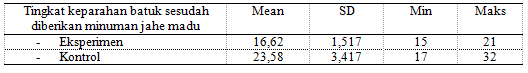 Tingkat keparahan batuk sesudah diberikan minuman jahe madu Mean SD Min Maks
- Eksperimen 16,62 1,517 15 21
- Kontrol 23,58 3,417 17 32